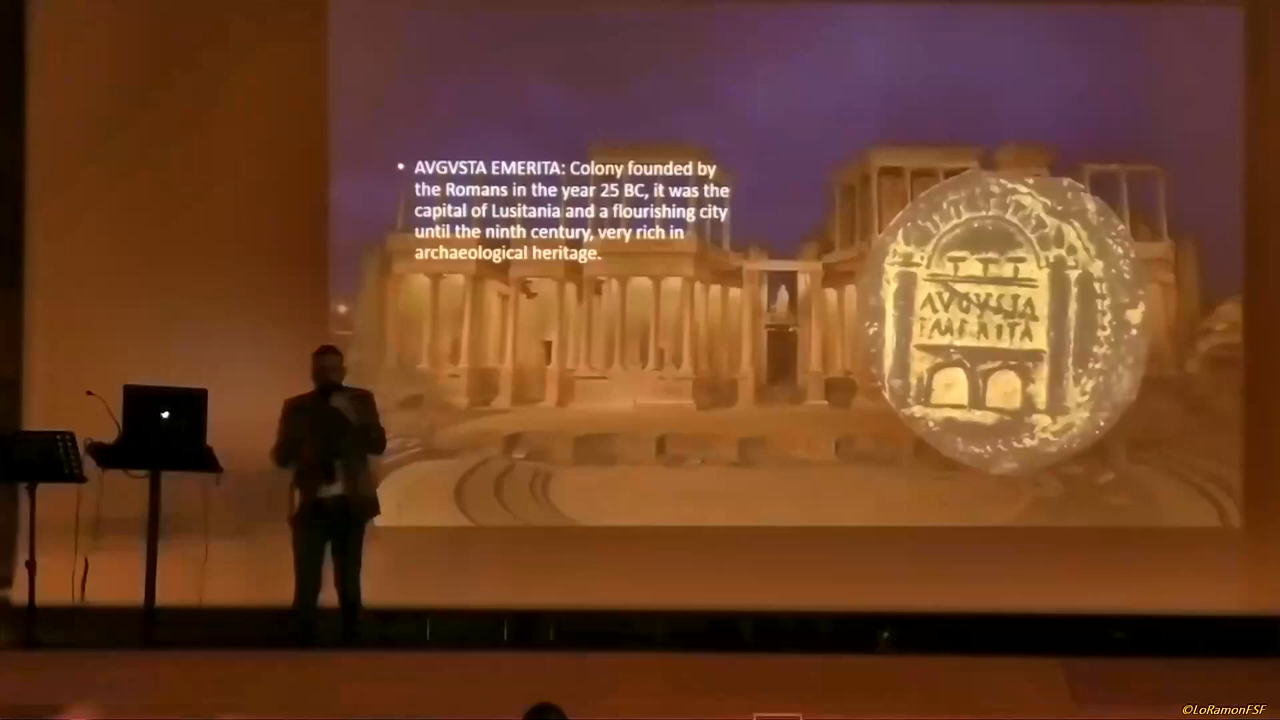 • AVGVSTA EMERITA: Colony founded by
the Romans in the year 25 BC, it was the
capital of Lusitania and a flourishing city
until the ninth century, very rich in
archaeological heritage.
AVGVSTA
EMERITA
©LoRamonFSF